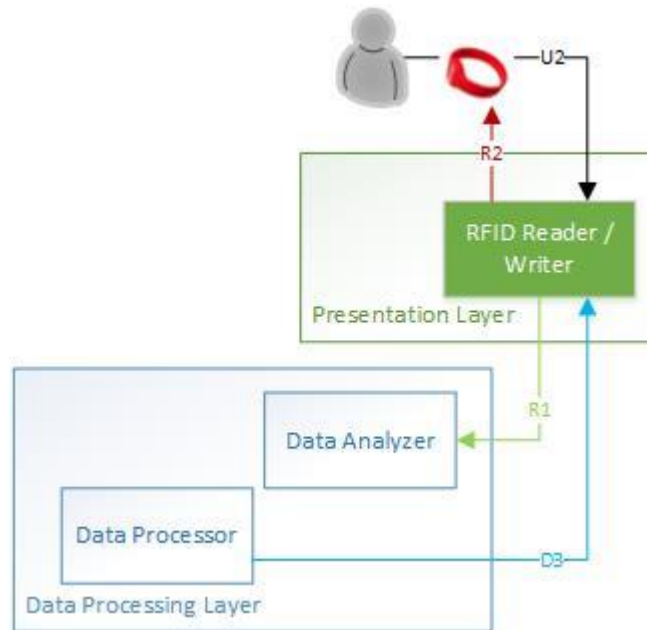 U2
R2
RFID Reader /
Writer
Presentation Layer
R1
Data Analyzer
Data Processor
D3
Data Processing Layer